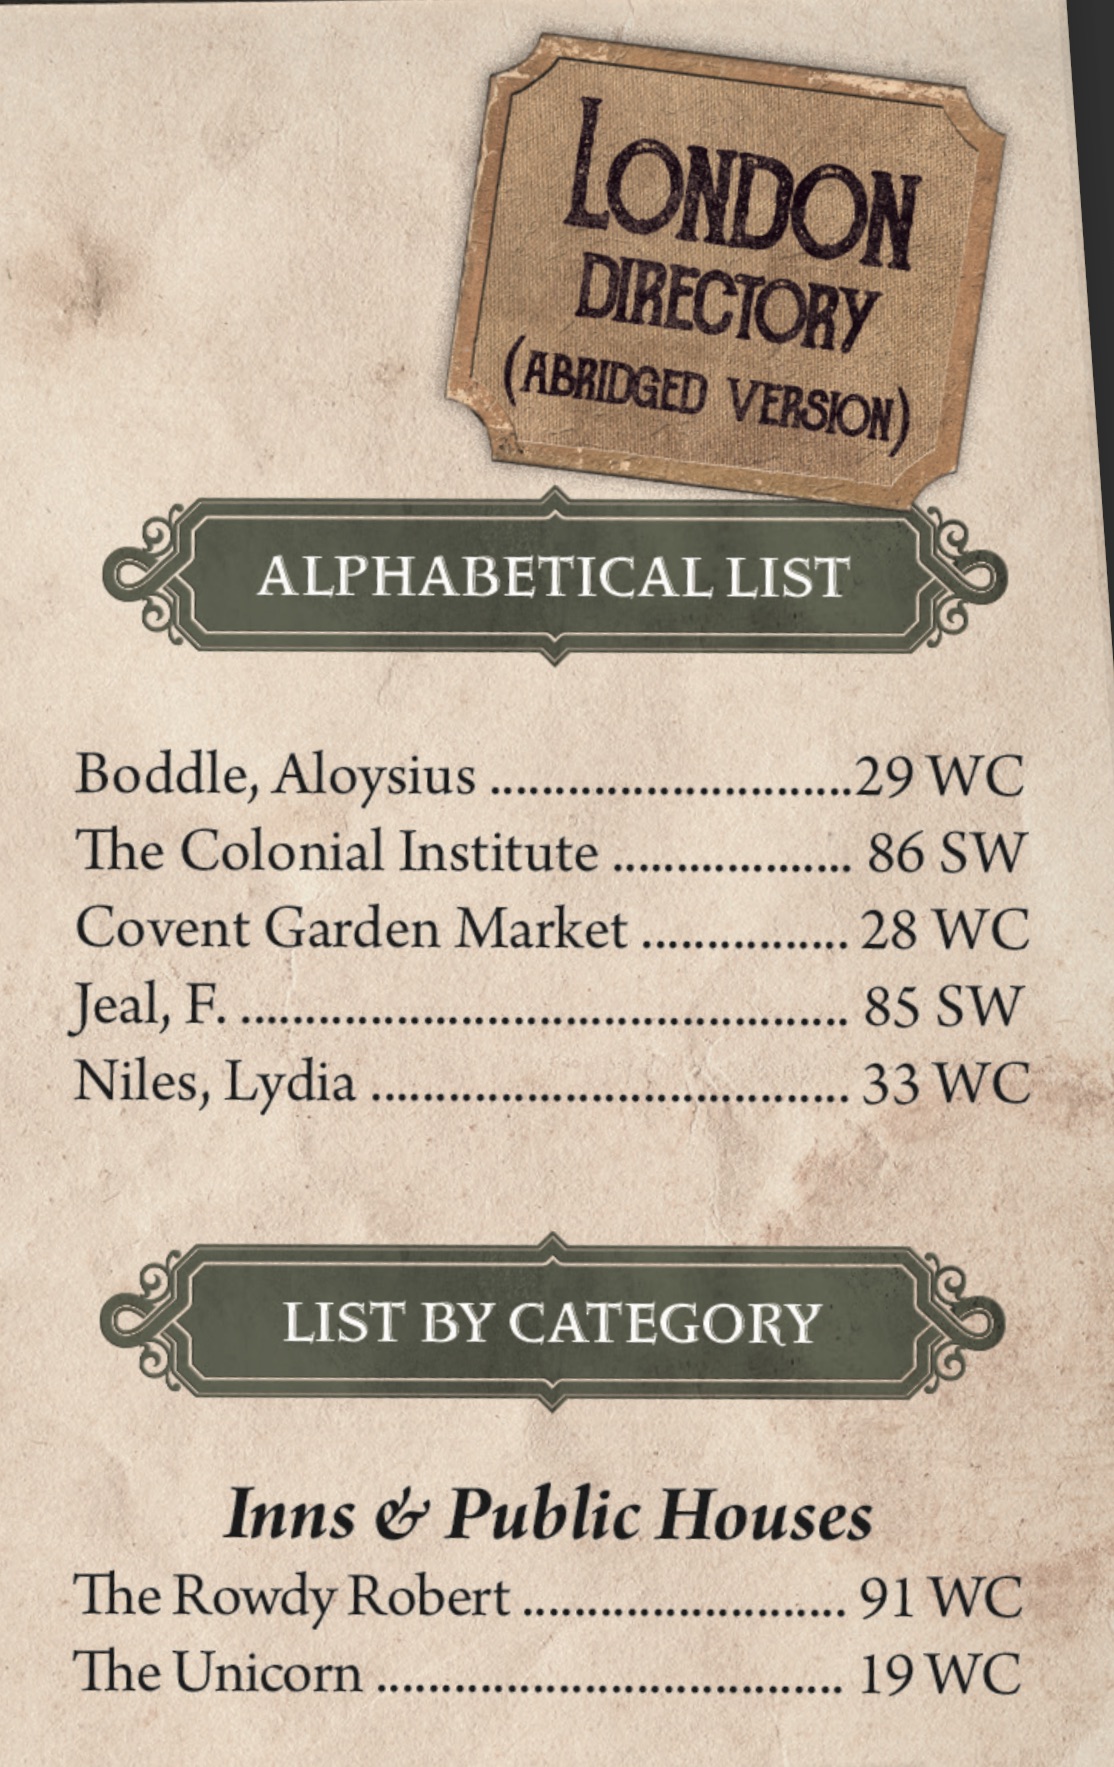 LONDON
DIRECTORY
(ABRIDGED VERSION)
ALPHABETICAL LIST
Boddle, Aloysius ............................29 WC
The Colonial Institute ................... 86 SW
Covent Garden Market ................ 28 WC
Jeal, F. ............................................... 85 SW
Niles, Lydia ..................................... 33 WC
LIST BY CATEGORY
Inns & Public Houses
The Rowdy Robert ......................... 91 WC
The Unicorn .................................... 19 WC